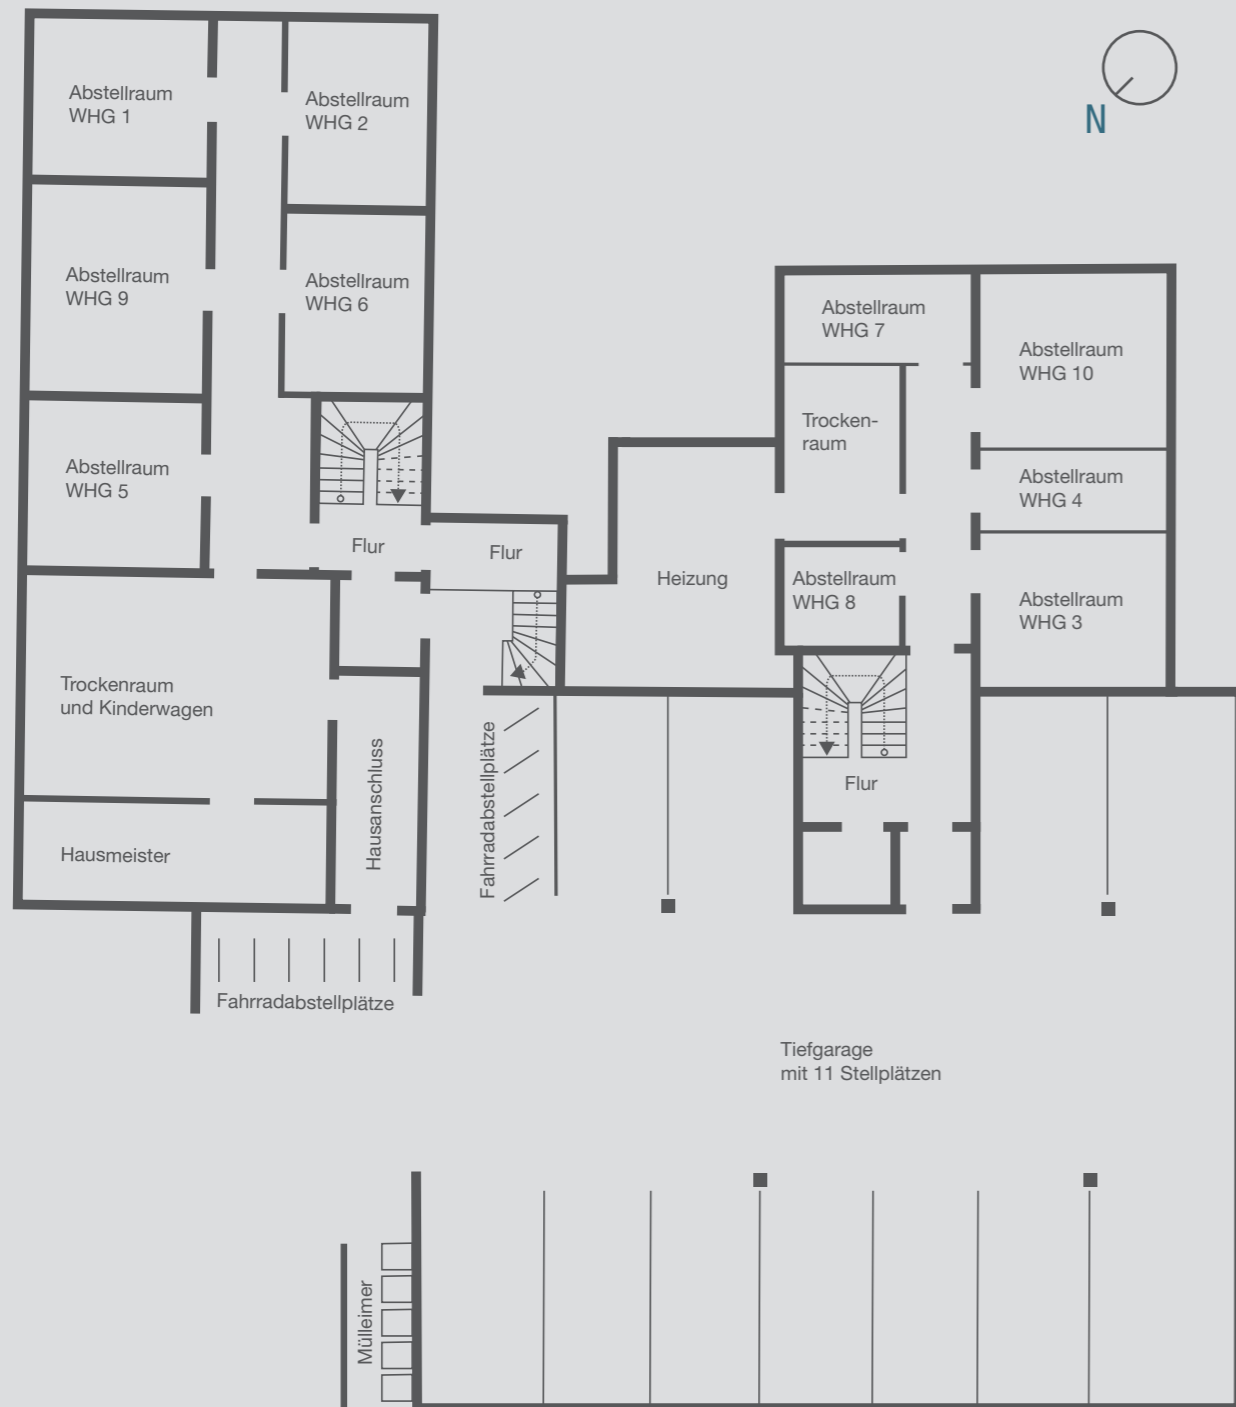 Abstellraum
WHG 1
Abstellraum
WHG 2
N
Abstellraum
WHG 9
Abstellraum
WHG 6
Abstellraum
WHG 7
Abstellraum
WHG 10
Trocken-
raum
Abstellraum
WHG 5
Abstellraum
WHG 4
Flur
Flur
Heizung
Abstellraum
WHG 8
Abstellraum
WHG 3
Trockenraum
und Kinderwagen
Hausanschluss
Fahrradabstellplätze
Flur
Hausmeister
Fahrradabstellplätze
Tiefgarage
mit 11 Stellplätzen
Mülleimer